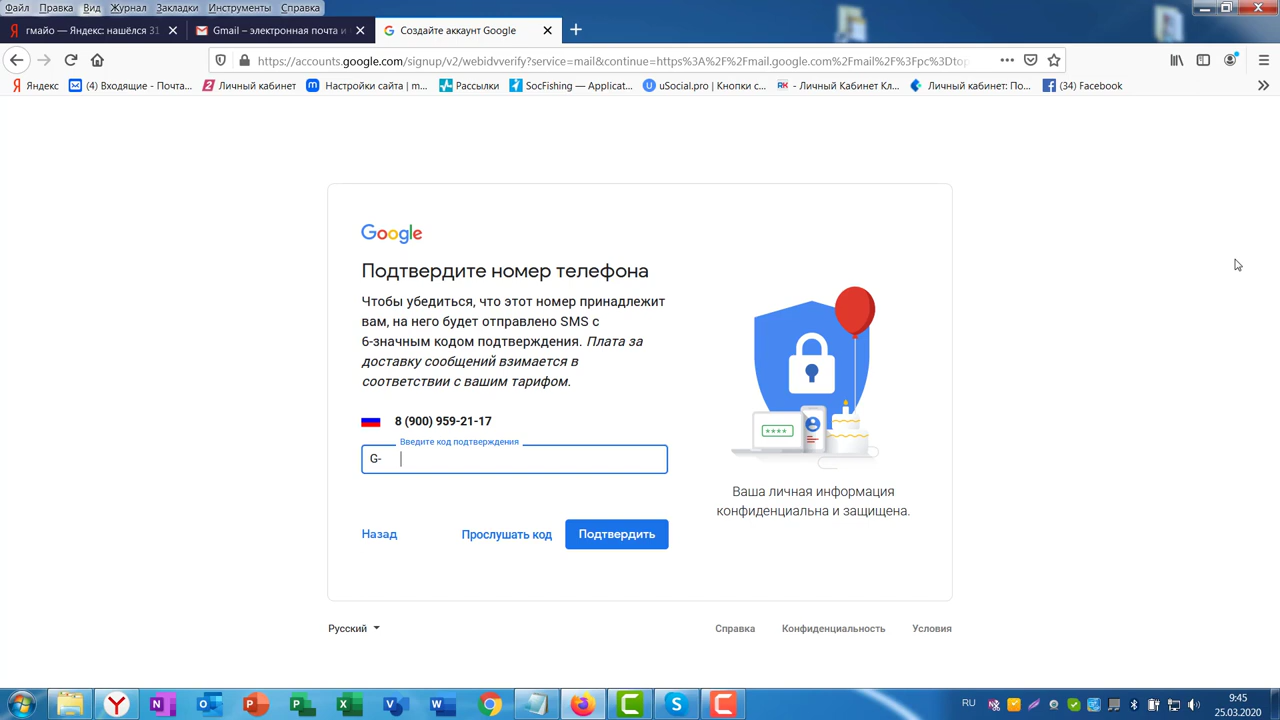 Файл Правка Вид Журнал Закладки Инструменты Справка
гмайо — Яндекс: нашёлся 31
Gmail – электронная почта и
Создайте аккаунт Google
https://accounts.google.com/signup/v2/webidvverify?service=mail&continue=https%3A%2F%2Fmail.google.com%2Fmail%2F%3Fpc%3Dtop
Яндекс
(4) Входящие - Почта...
Личный кабинет
Настройки сайта | m...
Рассылки
SocFishing — Applicat...
uSocial.pro | Кнопки с...
- Личный Кабинет Кл...
Личный кабинет: По...
(34) Facebook
Google
Подтвердите номер телефона
Чтобы убедиться, что этот номер принадлежит
вам, на него будет отправлено SMS с
6-значным кодом подтверждения. Плата за
доставку сообщений взимается в
соответствии с вашим тарифом.
8 (900) 959-21-17
Введите код подтверждения
G-
Назад
Прослушать код
Подтвердить
Ваша личная информация
конфиденциальна и защищена.
Русский
Справка
Конфиденциальность
Условия
RU
9:45
25.03.2020